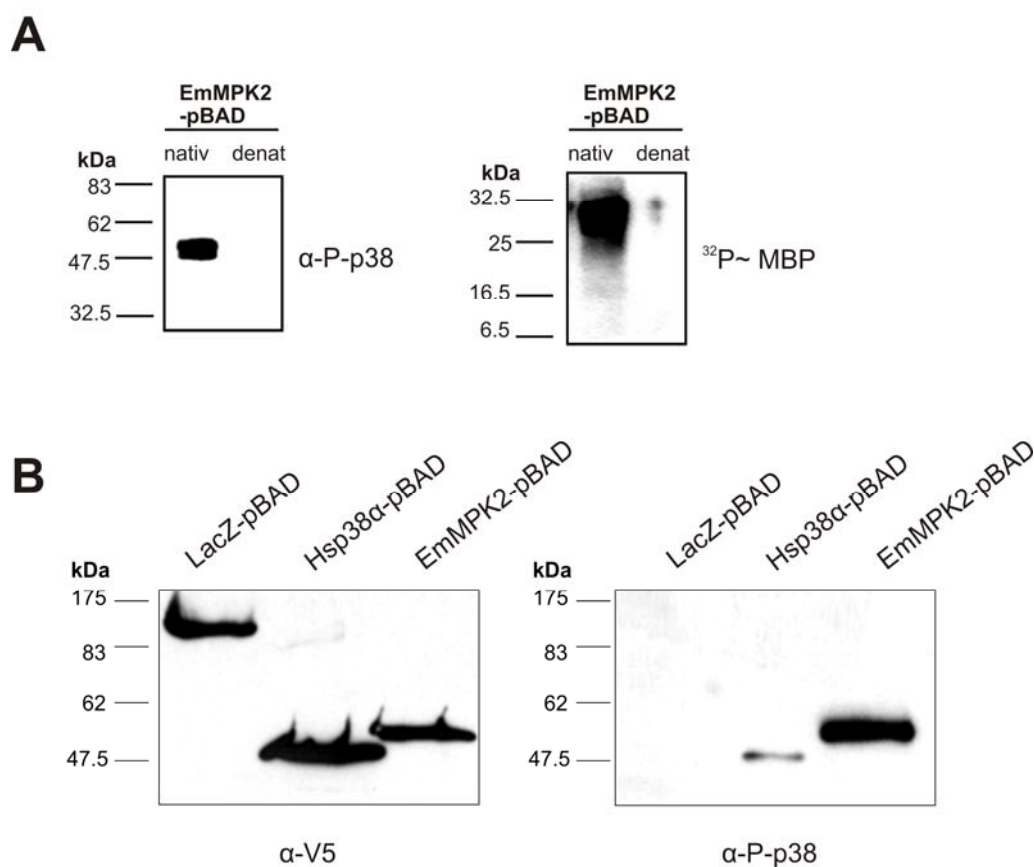 A
EmMPK2
-pBAD
nativ denat
kDa
83
62
47.5
32.5
α-P-p38
EmMPK2
-pBAD
nativ denat
kDa
32.5
25
16.5
6.5
³²P~ MBP
B
LacZ-pBAD
Hsp38α-pBAD
EmMPK2-pBAD
kDa
175
83
62
47.5
α-V5
LacZ-pBAD
Hsp38α-pBAD
EmMPK2-pBAD
kDa
175
83
62
47.5
α-P-p38